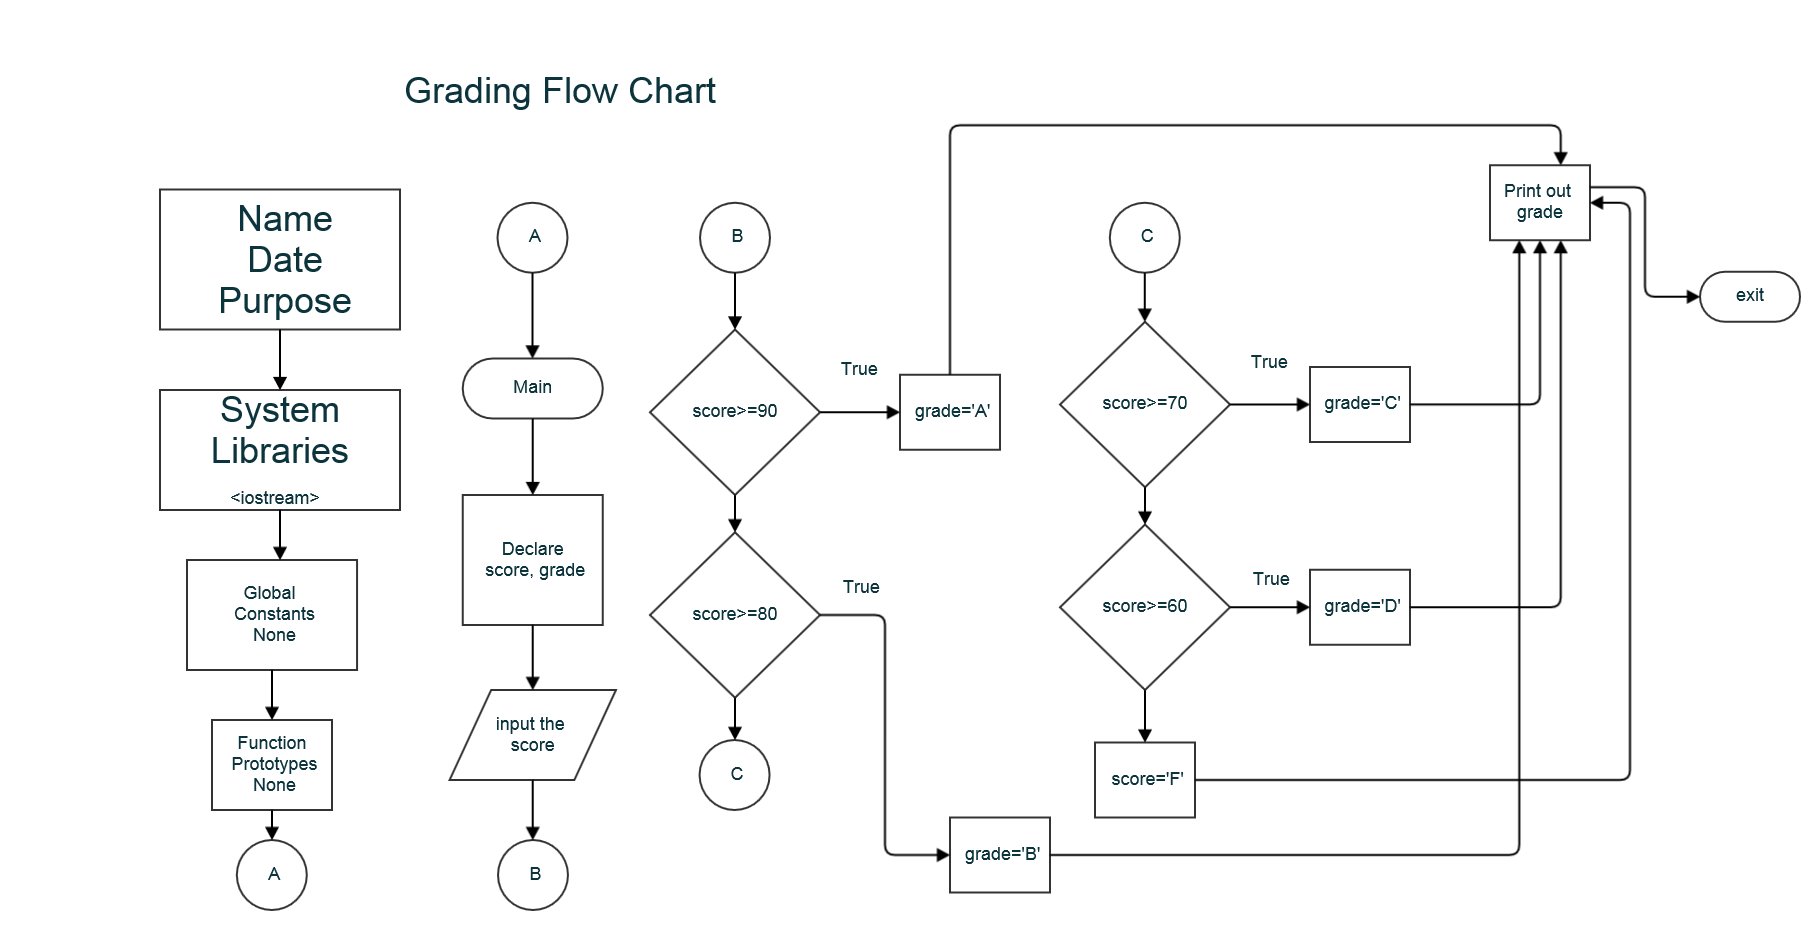 Grading Flow Chart
Name
Date
Purpose
System
Libraries
<iostream>
Global
Constants
None
Function
Prototypes
None
A
A
Main
Declare
score, grade
input the
score
B
B
score>=90
True
grade='A'
score>=80
True
C
grade='B'
C
score>=70
True
grade='C'
score>=60
True
grade='D'
score='F'
Print out
grade
exit